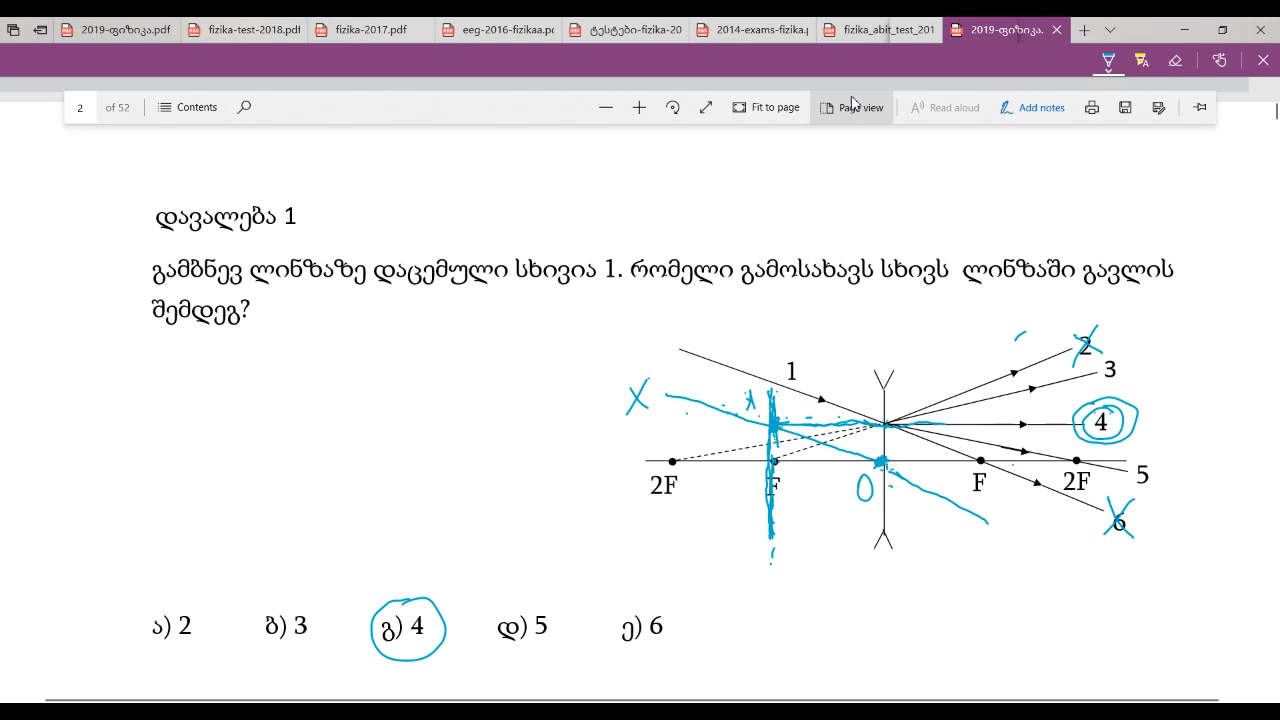 2019-ფიზიკა.pdf fizika-test-2018.pdf fizika-2017.pdf eeg-2016-fizikaa.pd ტესტები-fizika-20 2014-exams-fizika.p fizika_abit_test_201 2019-ფიზიკა.
2 of 52 Contents Fit to page Page view Read aloud Add notes
დავალება 1
გამბნევ ლინზაზე დაცემული სხივია 1. რომელი გამოსახავს სხივს ლინზაში გავლის
შემდეგ?
2
1 3
X
4
2F F O F 2F 5
6
ა) 2 ბ) 3 გ) 4 დ) 5 ე) 6